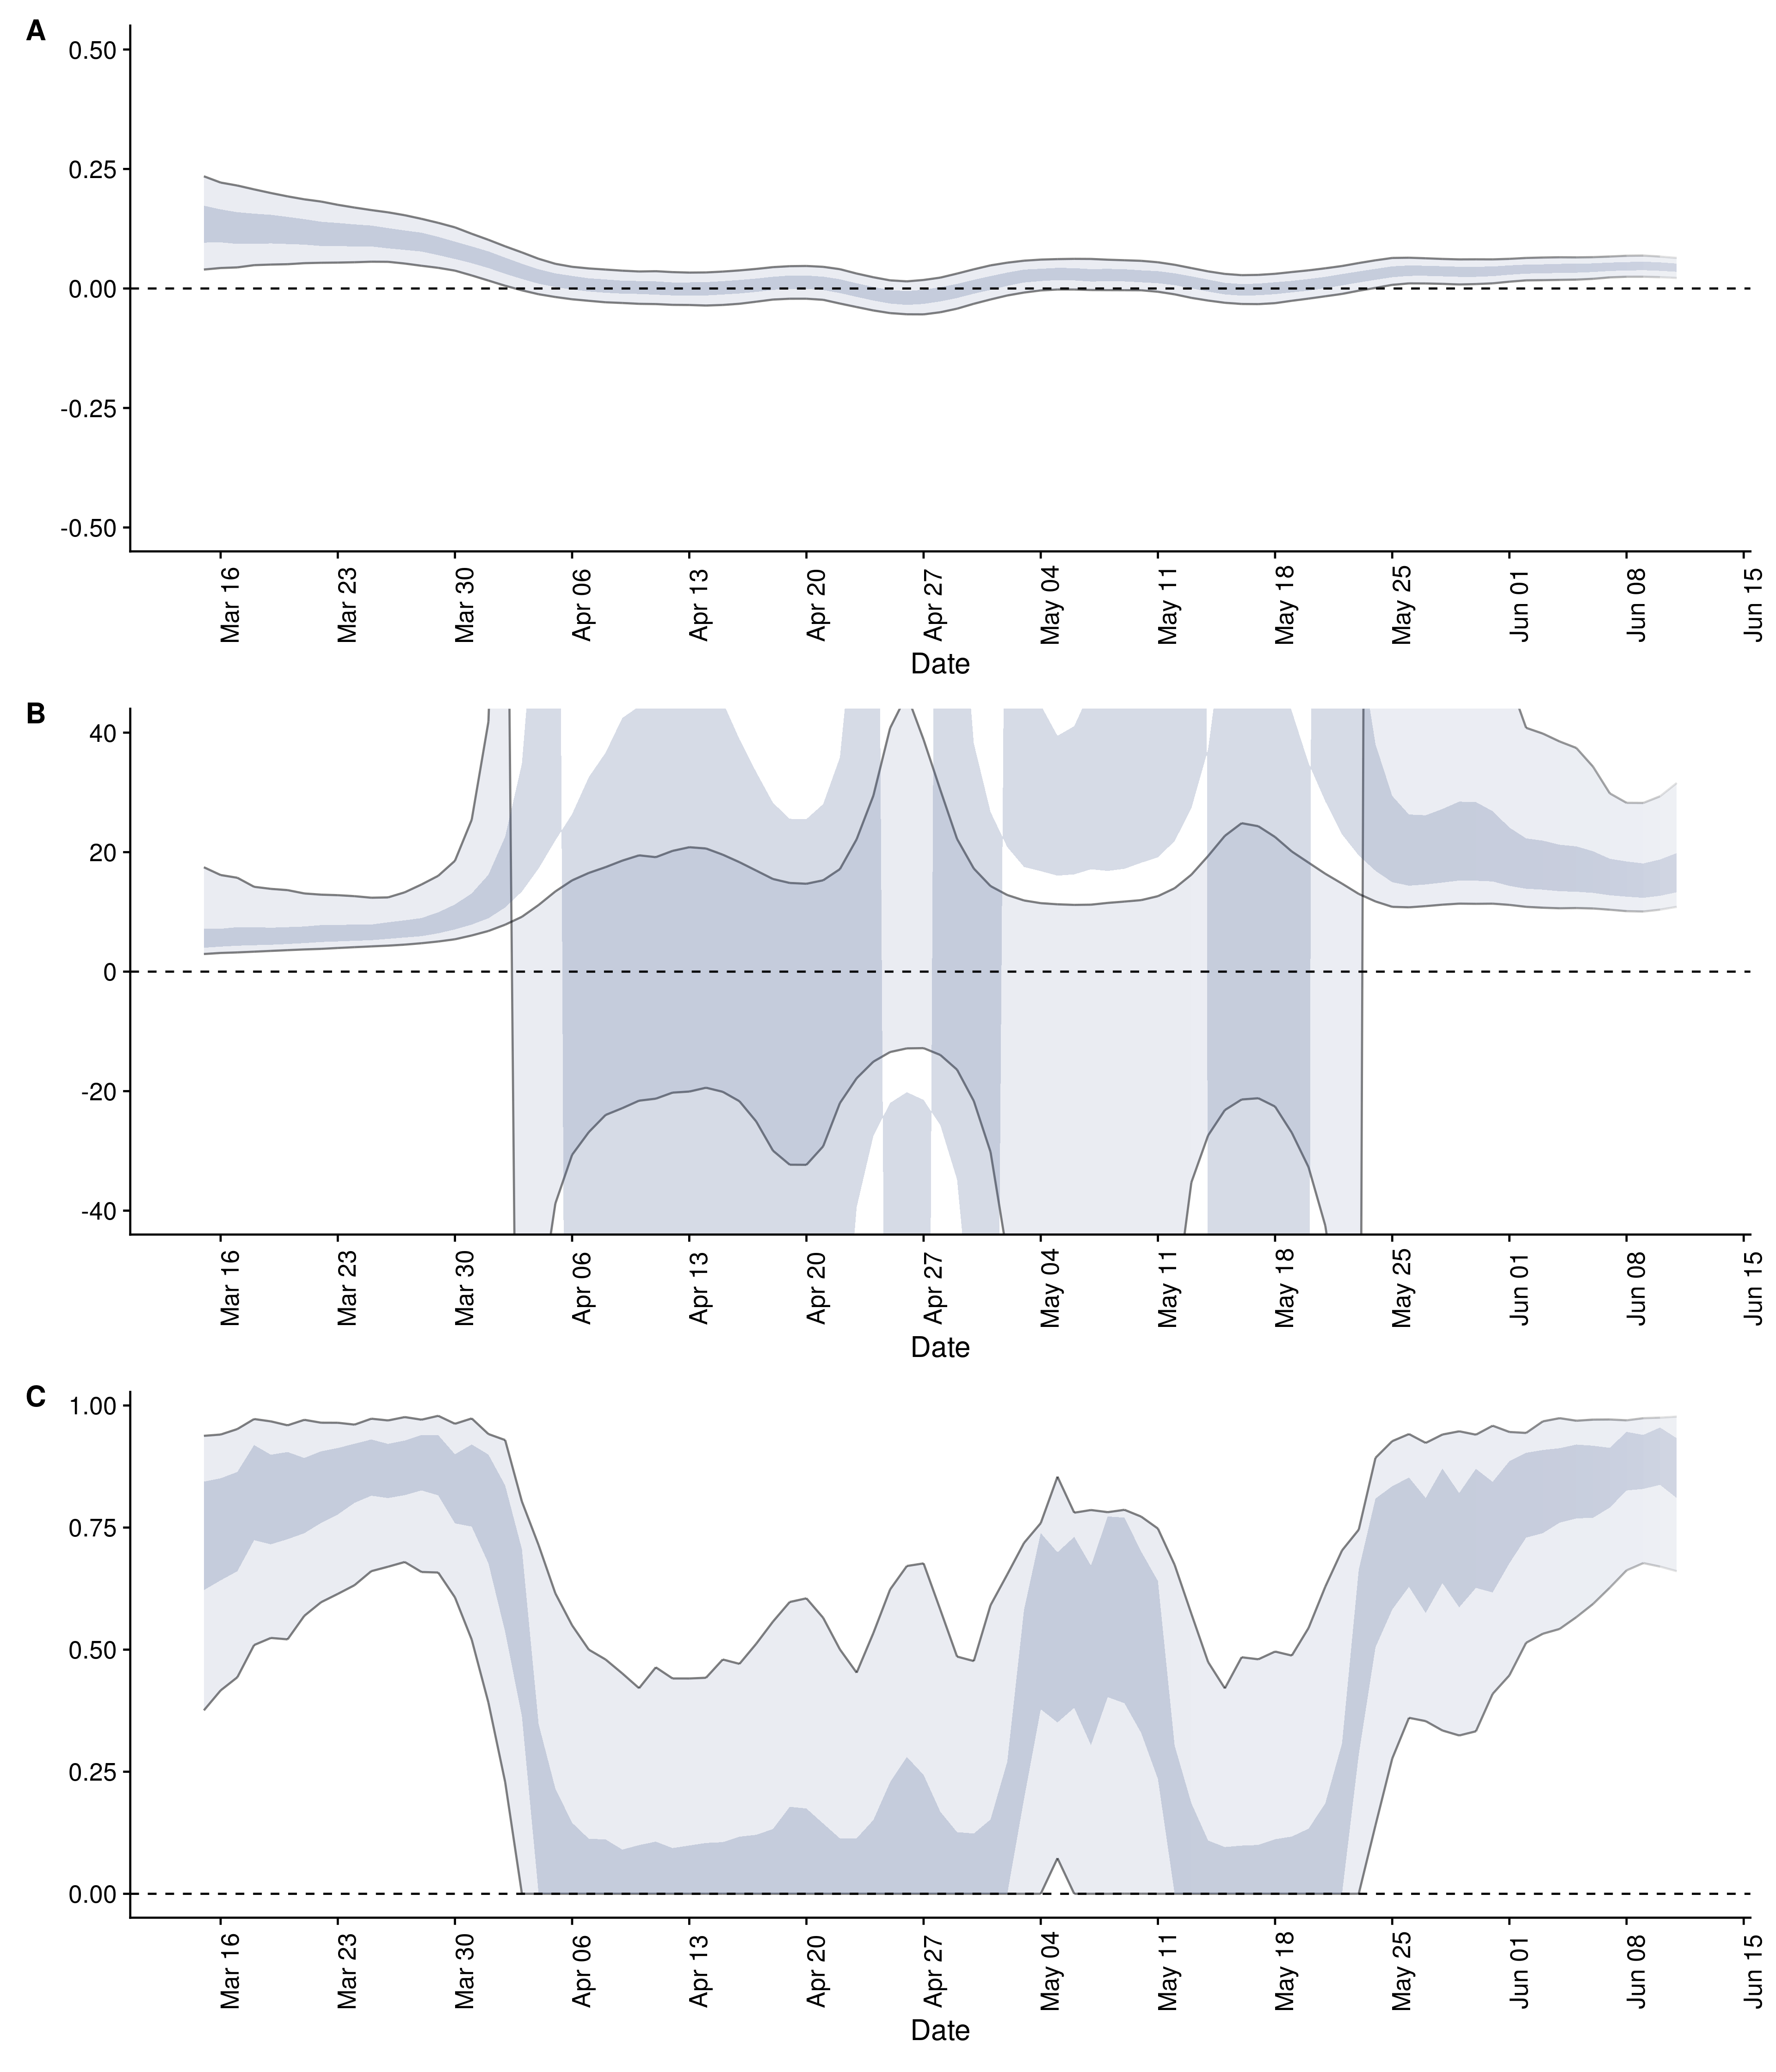 A
0.50
0.25
0.00
-0.25
-0.50
Mar 16
Mar 23
Mar 30
Apr 06
Apr 13
Apr 20
Apr 27
May 04
May 11
May 18
May 25
Jun 01
Jun 08
Jun 15
Date
B
40
20
0
-20
-40
Mar 16
Mar 23
Mar 30
Apr 06
Apr 13
Apr 20
Apr 27
May 04
May 11
May 18
May 25
Jun 01
Jun 08
Jun 15
Date
C
1.00
0.75
0.50
0.25
0.00
Mar 16
Mar 23
Mar 30
Apr 06
Apr 13
Apr 20
Apr 27
May 04
May 11
May 18
May 25
Jun 01
Jun 08
Jun 15
Date